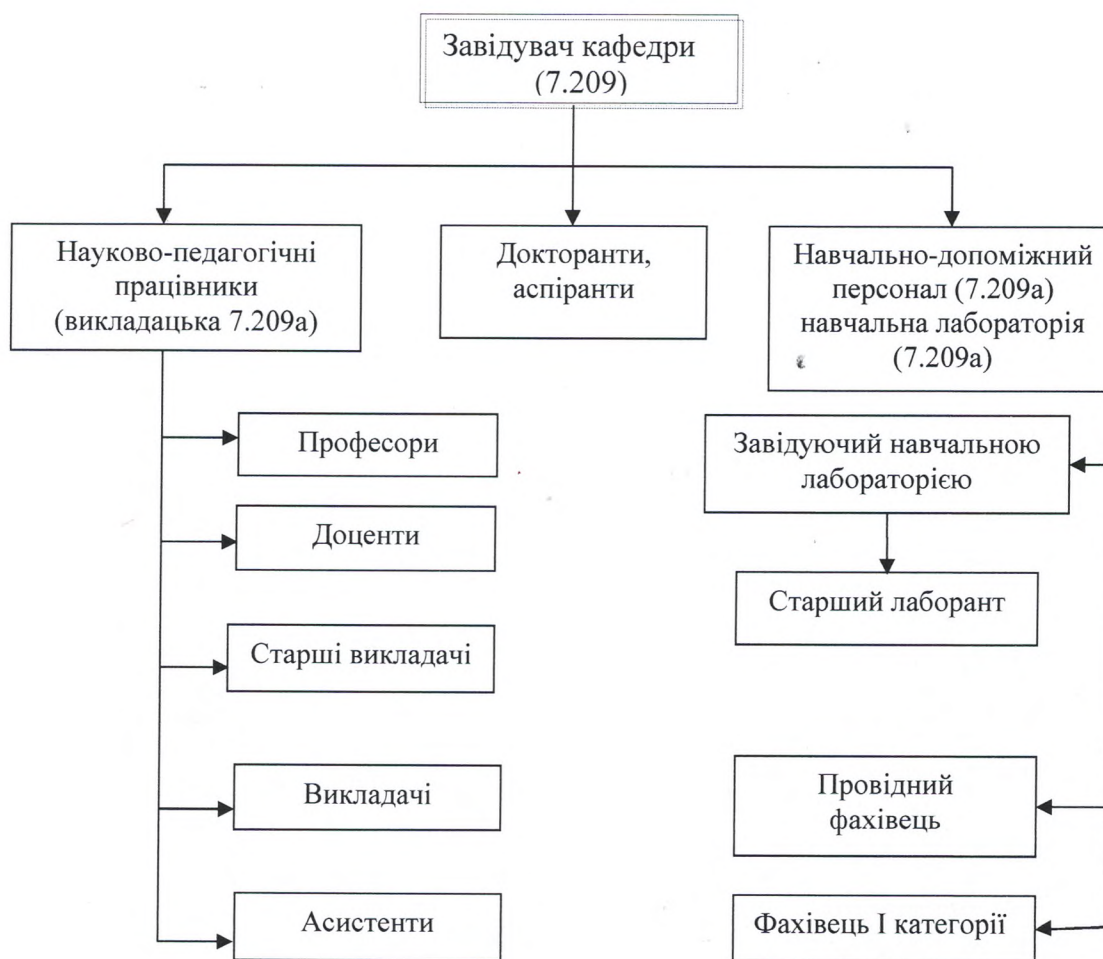 Завідувач кафедри
(7.209)
Науково-педагогічні
працівники
(викладацька 7.209а)
Докторанти,
аспіранти
Навчально-допоміжний
персонал (7.209а)
навчальна лабораторія
(7.209а)
Професори
Доценти
Старші викладачі
Викладачі
Асистенти
Завідуючий навчальною
лабораторією
Старший лаборант
Провідний
фахівець
Фахівець І категорії